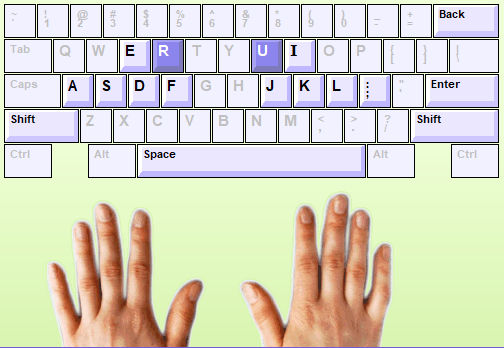 ~ ` ! 1 @ 2 # 3 $ 4 % 5 ^ 6 & 7 * 8 ( 9 ) 0 _ - + = Back
Tab Q W E R T Y U I O P { [ } ] | \
Caps A S D F G H J K L : ; " ' Enter
Shift Z X C V B N M < , > . ? / Shift
Ctrl Alt Space Alt Ctrl